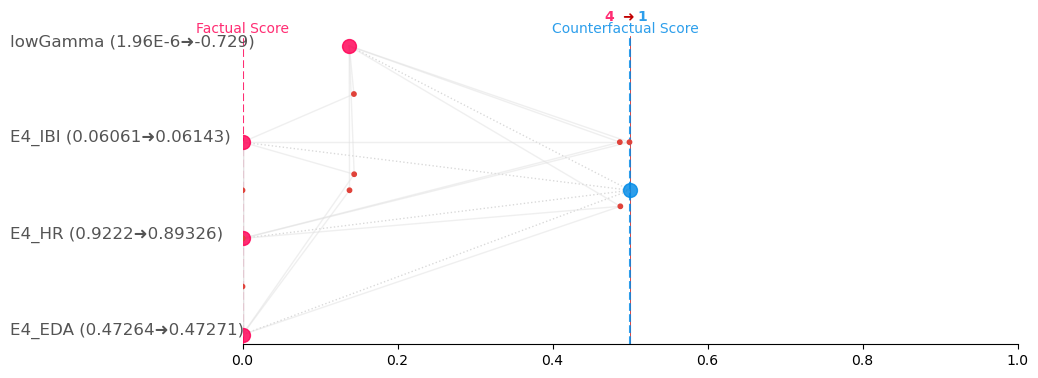 4 ➔ 1
Factual Score
Counterfactual Score
lowGamma (1.96E-6➔-0.729)
E4_IBI (0.06061➔0.06143)
E4_HR (0.9222➔0.89326)
E4_EDA (0.47264➔0.47271)
0.0 0.2 0.4 0.6 0.8 1.0